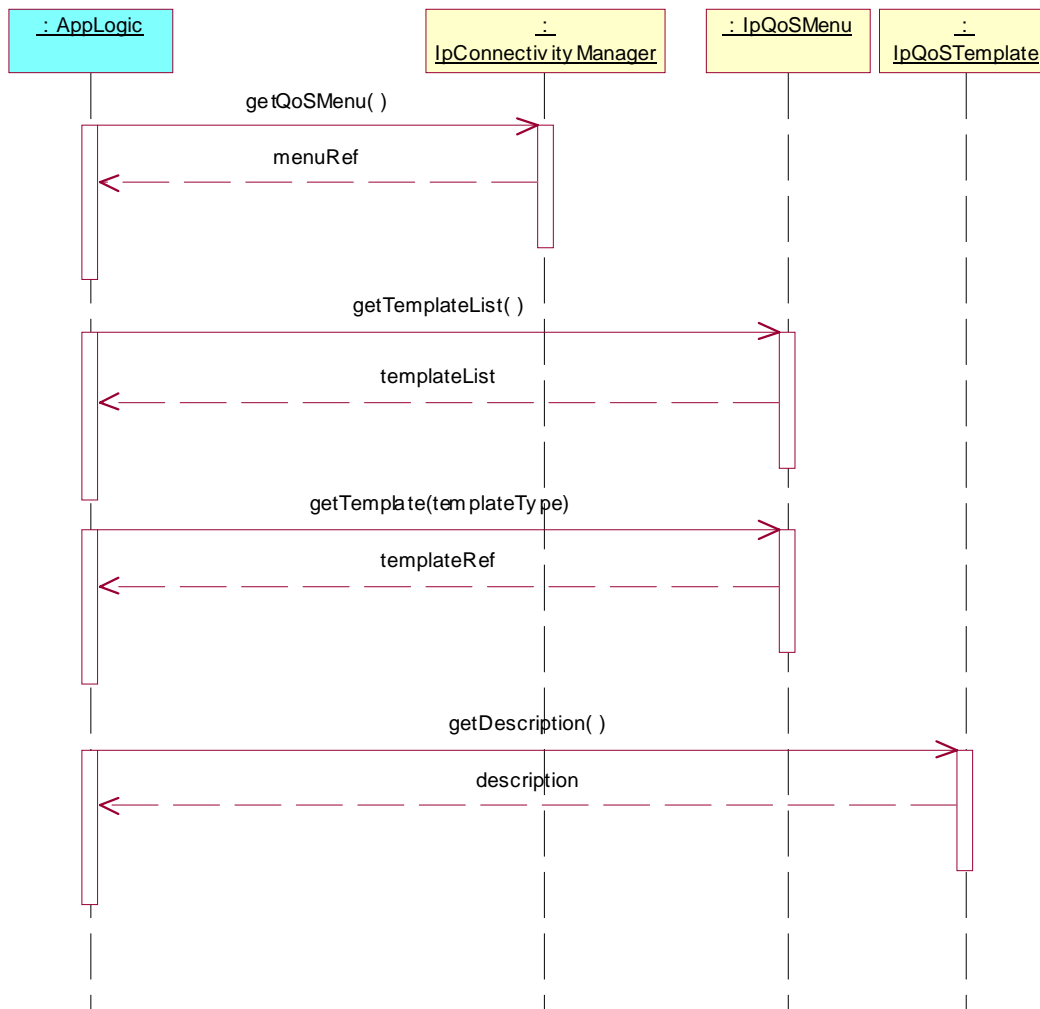 : AppLogic
:
IpConnectivityManager
: IpQoSMenu
:
IpQoSTemplate
getQoSMenu( )
menuRef
getTemplateList( )
templateList
getTemplate(templateType)
templateRef
getDescription( )
description